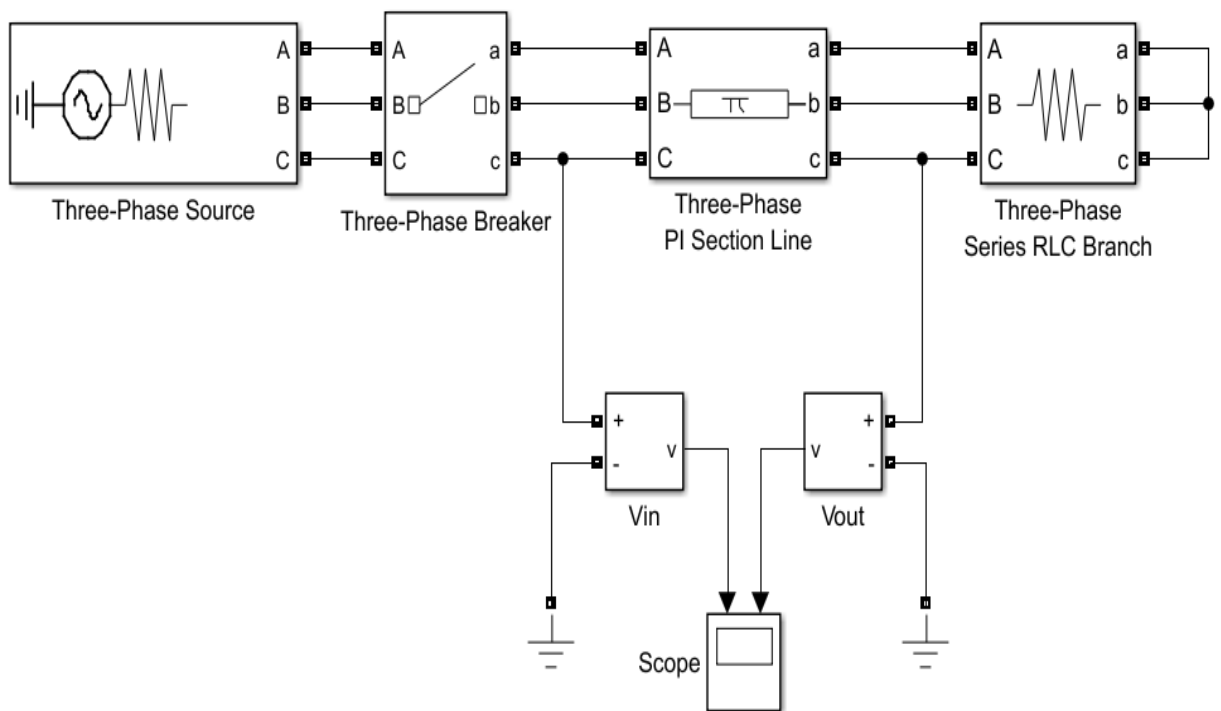 A
B
C
Three-Phase Source
A
B
C
a
b
c
Three-Phase Breaker
A
B
C
a
b
c
Three-Phase
PI Section Line
A
B
C
a
b
c
Three-Phase
Series RLC Branch
+
-
v
Vin
+
-
v
Vout
Scope